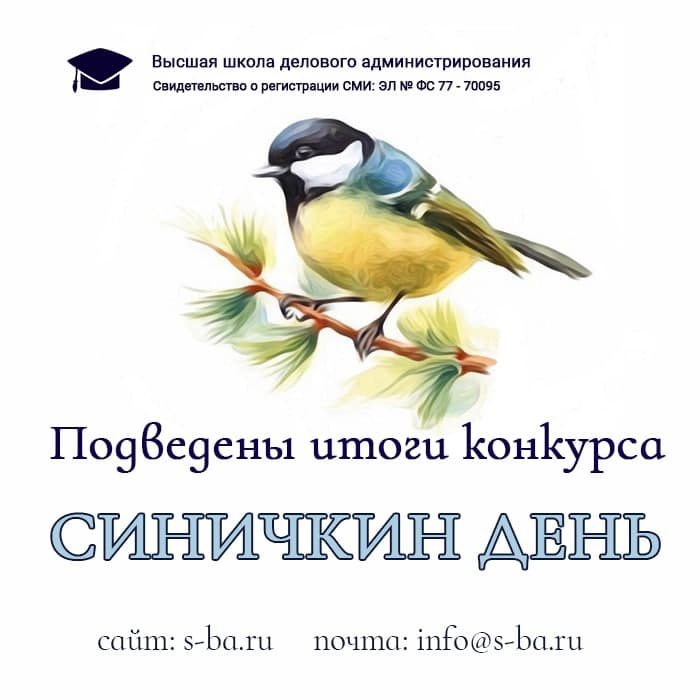 Высшая школа делового администрирования
Свидетельство о регистрации СМИ: ЭЛ № ФС 77 - 70095
Подведены итоги конкурса
СИНИЧКИН ДЕНЬ
сайт: s-ba.ru почта: info@s-ba.ru